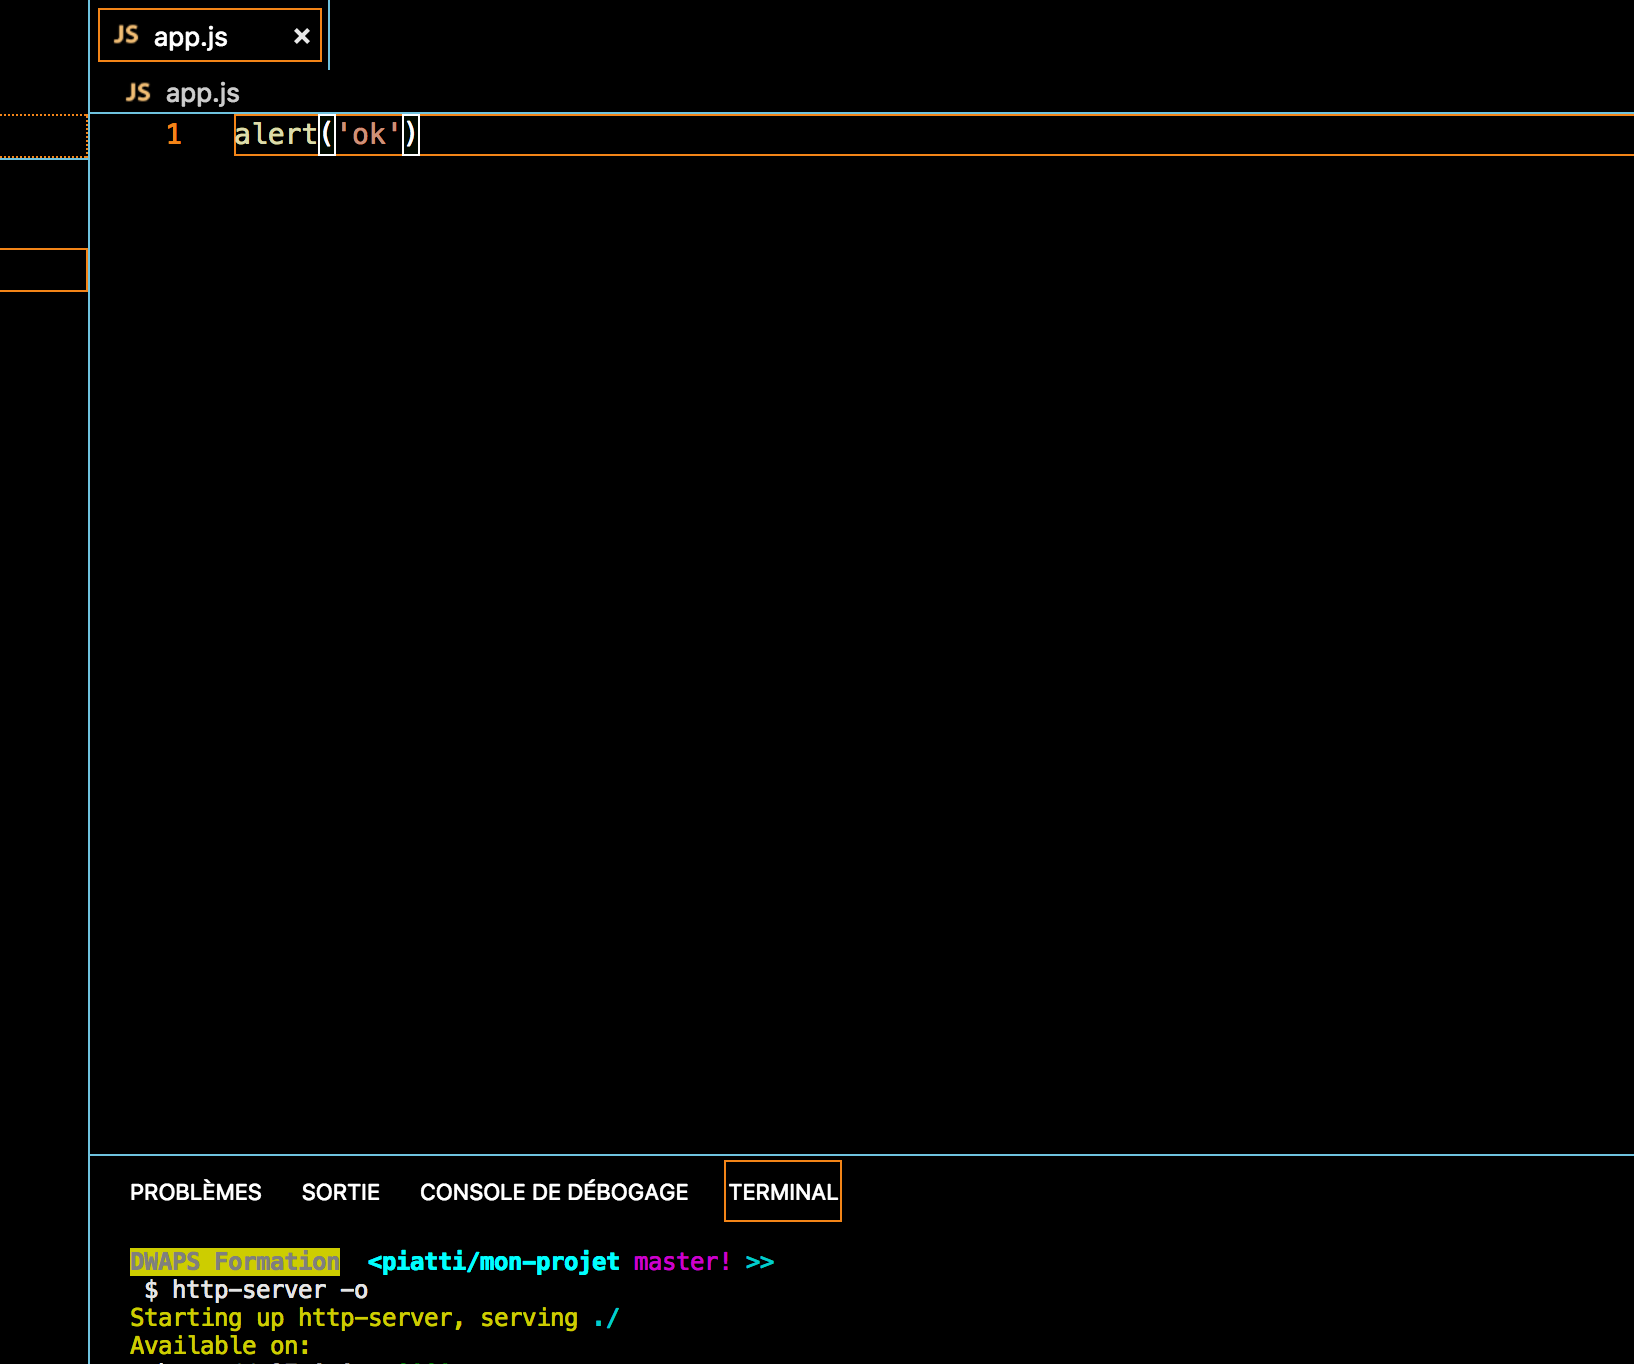 JS app.js ×
JS app.js
1 alert('ok')
PROBLÈMES SORTIE CONSOLE DE DÉBOGAGE TERMINAL
DWAPS Formation <piatti/mon-projet master! >>
$ http-server -o
Starting up http-server, serving ./
Available on: